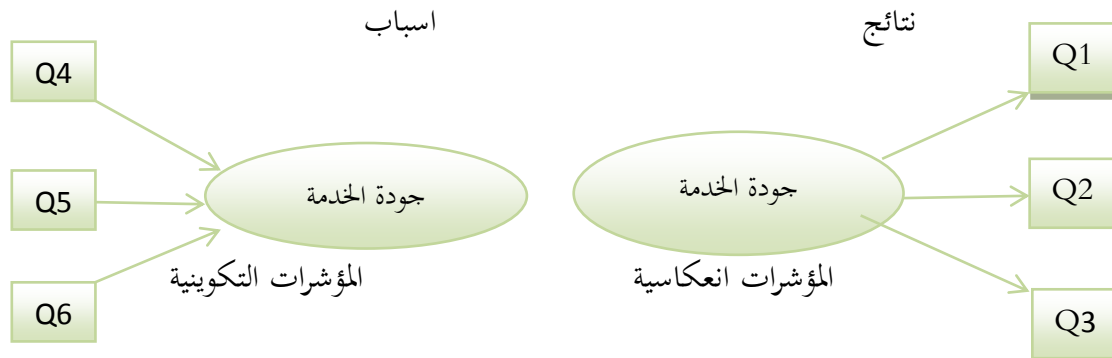 نتائج
اسباب
Q1
Q4
جودة الخدمة
جودة الخدمة
Q2
Q5
المؤشرات انعكاسية
المؤشرات التكوينية
Q3
Q6